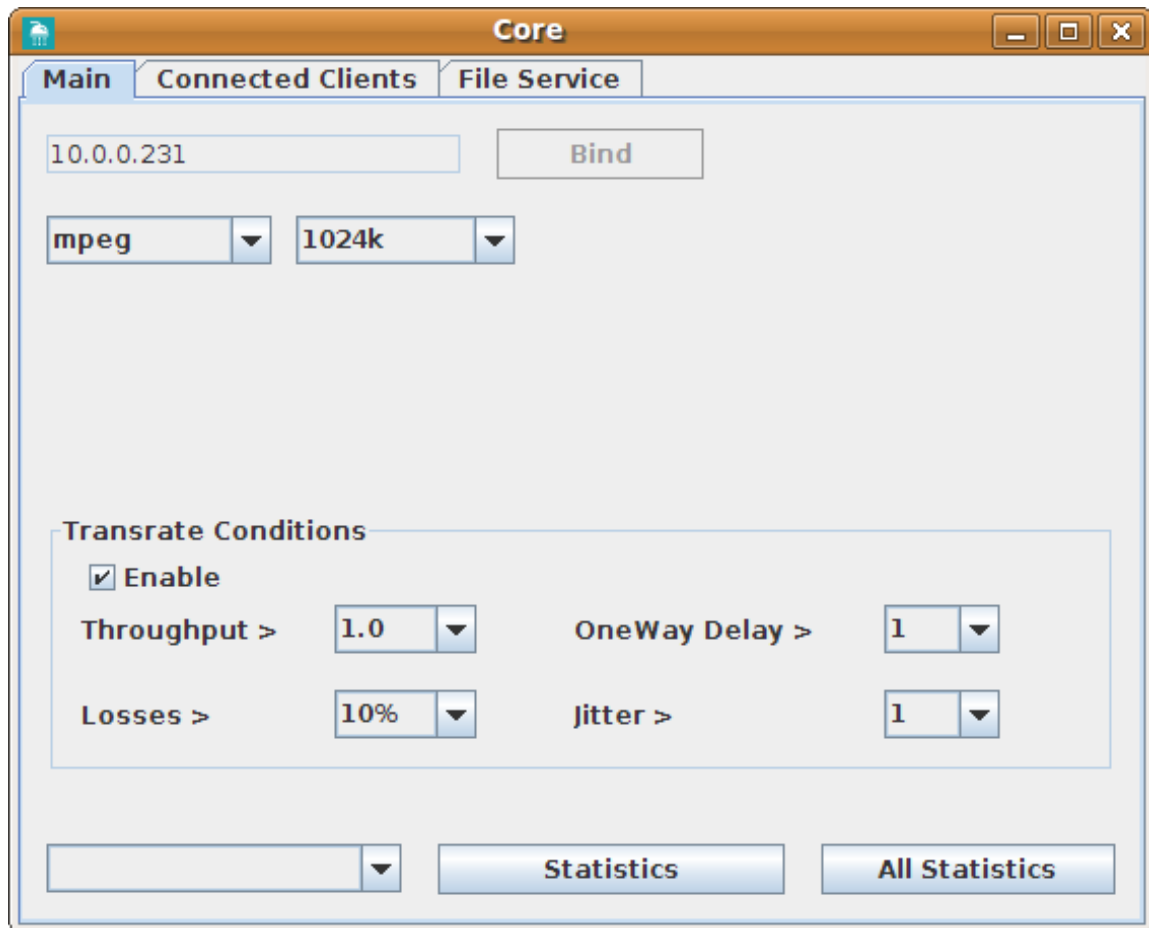 Core
Main Connected Clients File Service
10.0.0.231 Bind
mpeg 1024k
Transrate Conditions
Enable
Throughput > 1.0 OneWay Delay > 1
Losses > 10% Jitter > 1
Statistics All Statistics